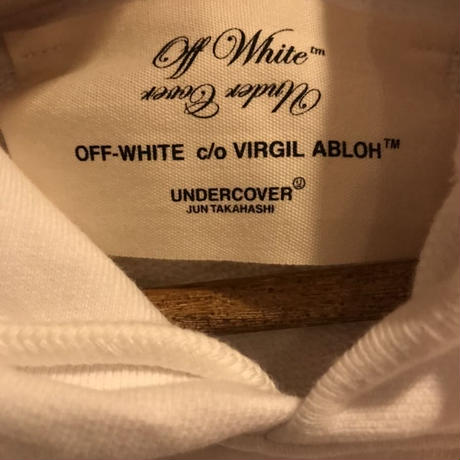 Off White™
Under Cover
OFF-WHITE c/o VIRGIL ABLOH™
UNDERCOVER Ⓤ
JUN TAKAHASHI